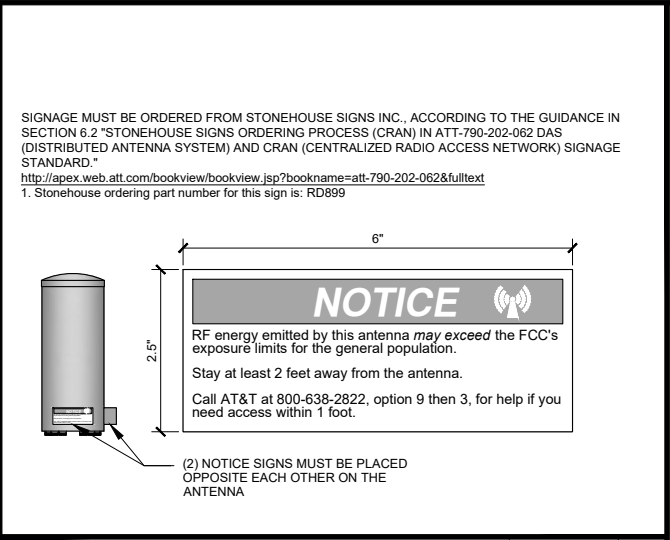 SIGNAGE MUST BE ORDERED FROM STONEHOUSE SIGNS INC., ACCORDING TO THE GUIDANCE IN
SECTION 6.2 "STONEHOUSE SIGNS ORDERING PROCESS (CRAN) IN ATT-790-202-062 DAS
(DISTRIBUTED ANTENNA SYSTEM) AND CRAN (CENTRALIZED RADIO ACCESS NETWORK) SIGNAGE
STANDARD."
http://apex.web.att.com/bookview/bookview.jsp?bookname=att-790-202-062&fulltext
1. Stonehouse ordering part number for this sign is: RD899
6"
2.5"
NOTICE
RF energy emitted by this antenna may exceed the FCC's
exposure limits for the general population.
Stay at least 2 feet away from the antenna.
Call AT&T at 800-638-2822, option 9 then 3, for help if you
need access within 1 foot.
(2) NOTICE SIGNS MUST BE PLACED
OPPOSITE EACH OTHER ON THE
ANTENNA